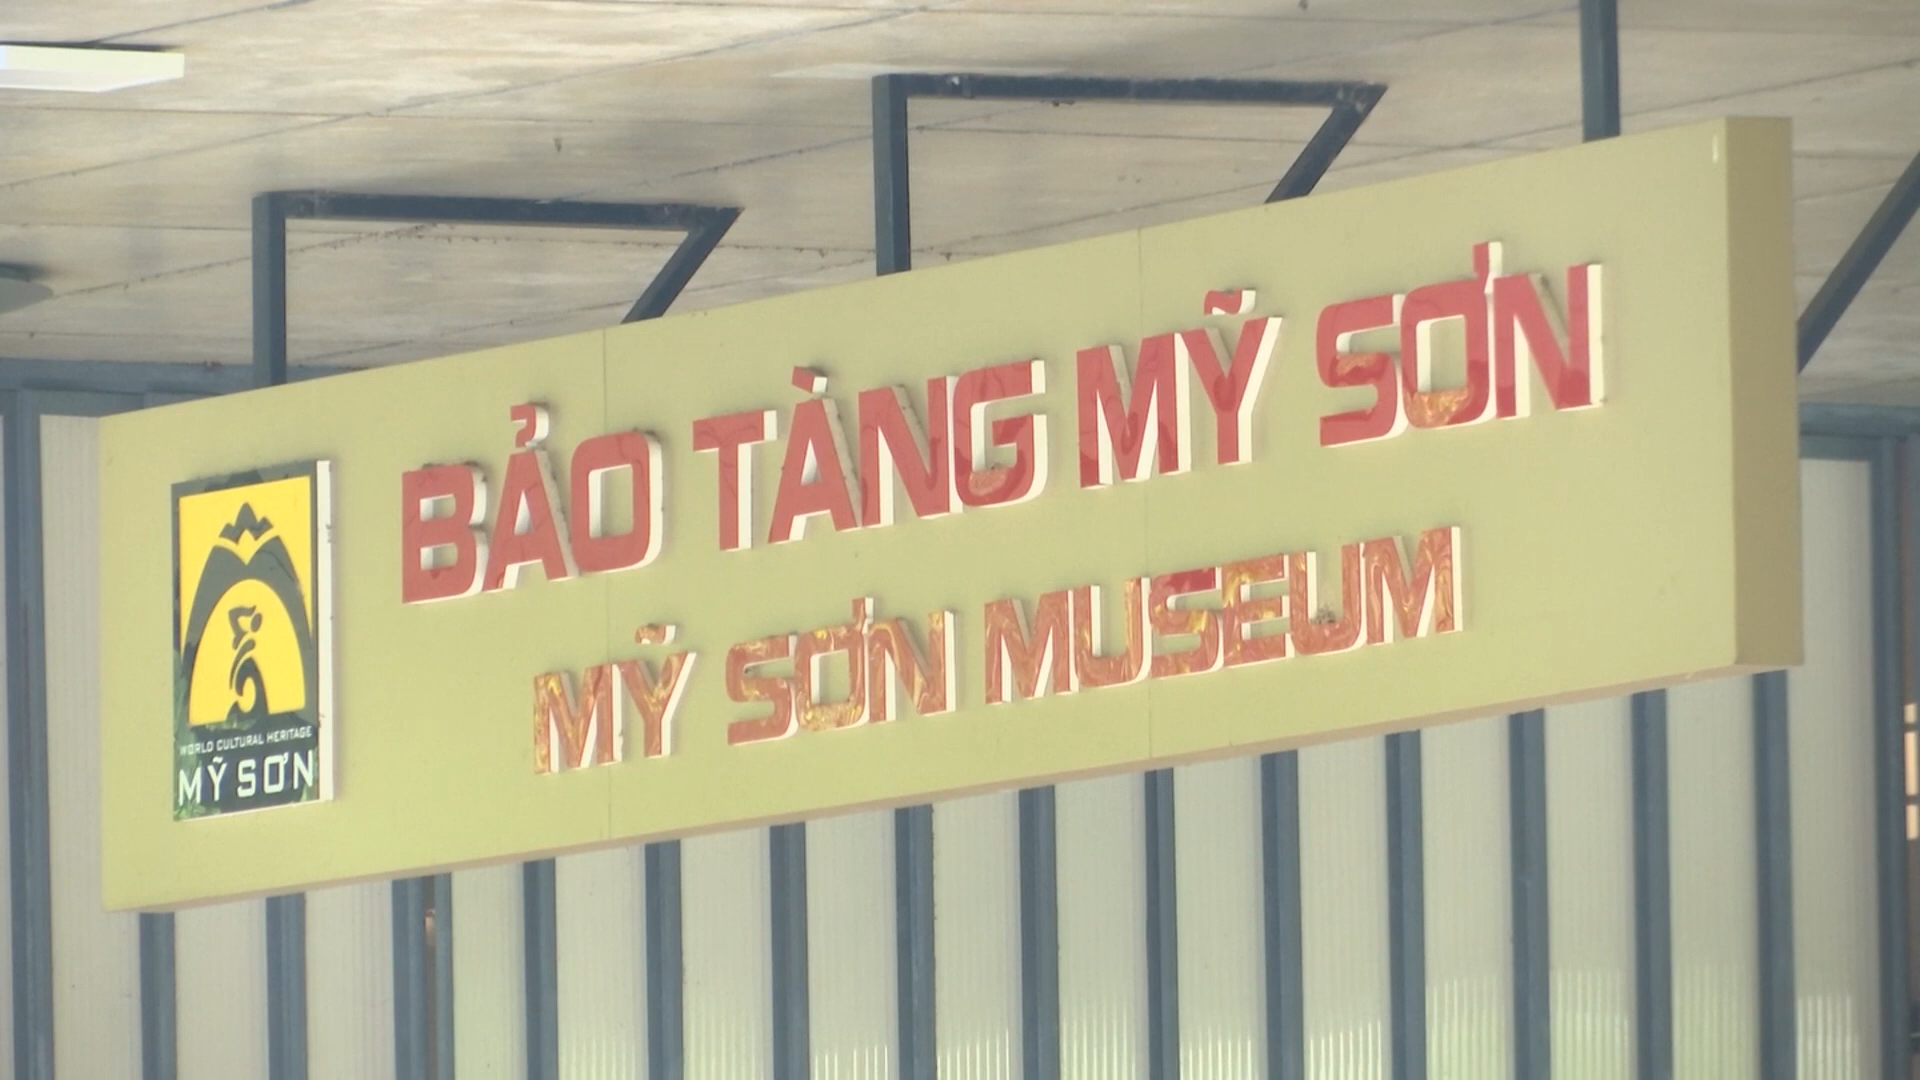 BẢO TÀNG MỸ SƠN
MỸ SƠN MUSEUM
WORLD CULTURAL HERITAGE
MỸ SƠN